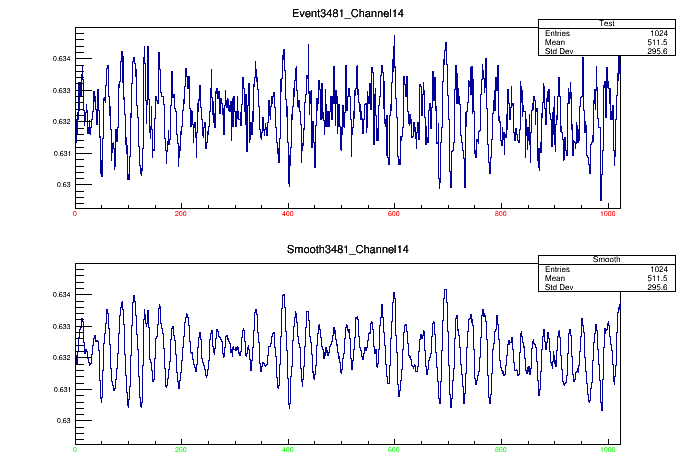 Event3481_Channel14
Test
Entries 1024
Mean 511.5
Std Dev 295.6
0.634
0.633
0.632
0.631
0.63
0 200 400 600 800 1000
Smooth3481_Channel14
Smooth
Entries 1024
Mean 511.5
Std Dev 295.6
0.634
0.633
0.632
0.631
0.63
0 200 400 600 800 1000